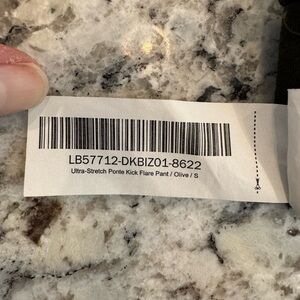 LB57712-DKBIZ01-8622
Ultra-Stretch Ponte Kick Flare Pant / Olive / S